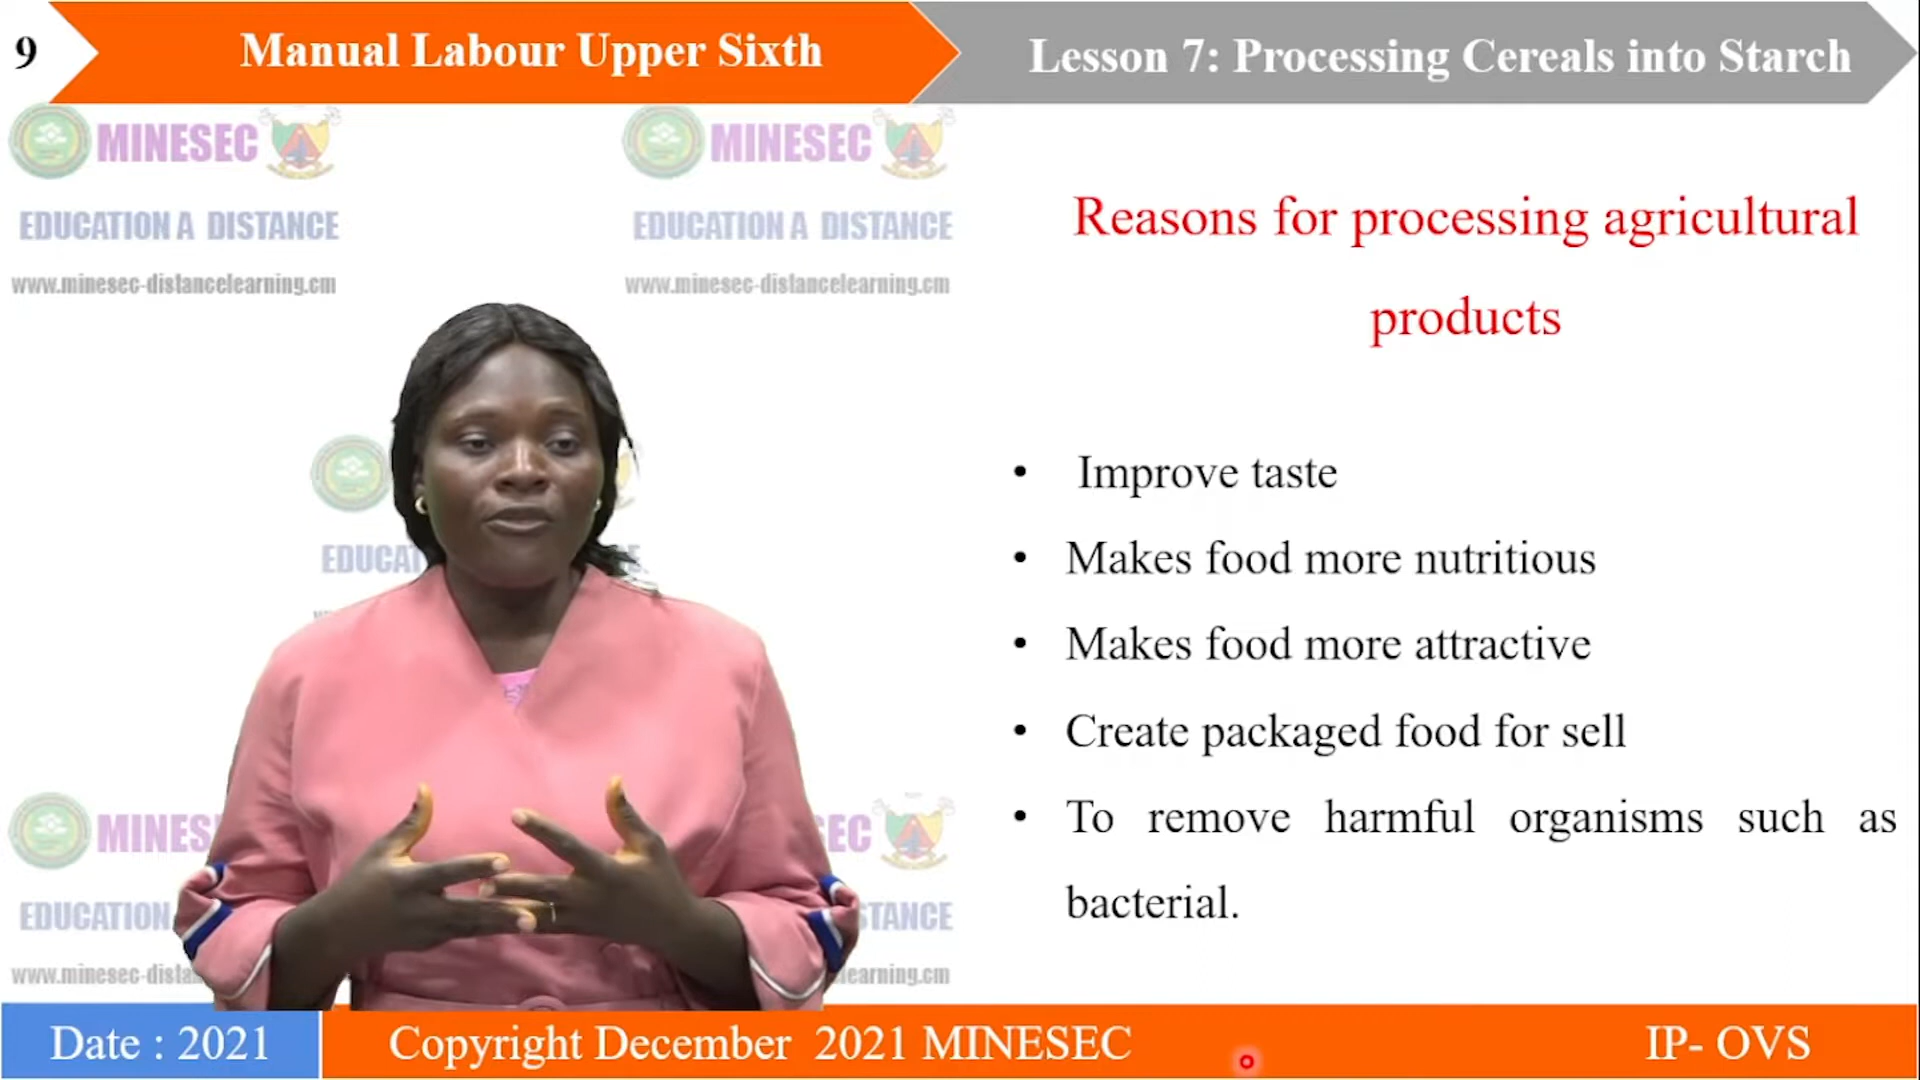 9
Manual Labour Upper Sixth
Lesson 7: Processing Cereals into Starch
MINESEC
MINESEC
EDUCATION A DISTANCE
EDUCATION A DISTANCE
www.minesec-distancelearning.cm
www.minesec-distancelearning.cm
Reasons for processing agricultural
products
• Improve taste
• Makes food more nutritious
• Makes food more attractive
• Create packaged food for sell
• To remove harmful organisms such as
bacterial.
Date : 2021
Copyright December 2021 MINESEC
IP- OVS